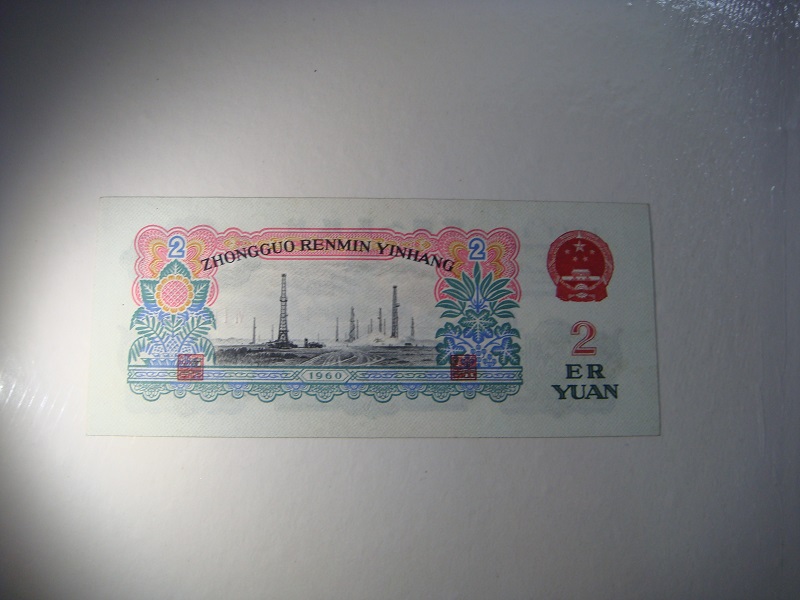 2
ZHONGGUO RENMIN YINHANG
2
1960
2
ER
YUAN